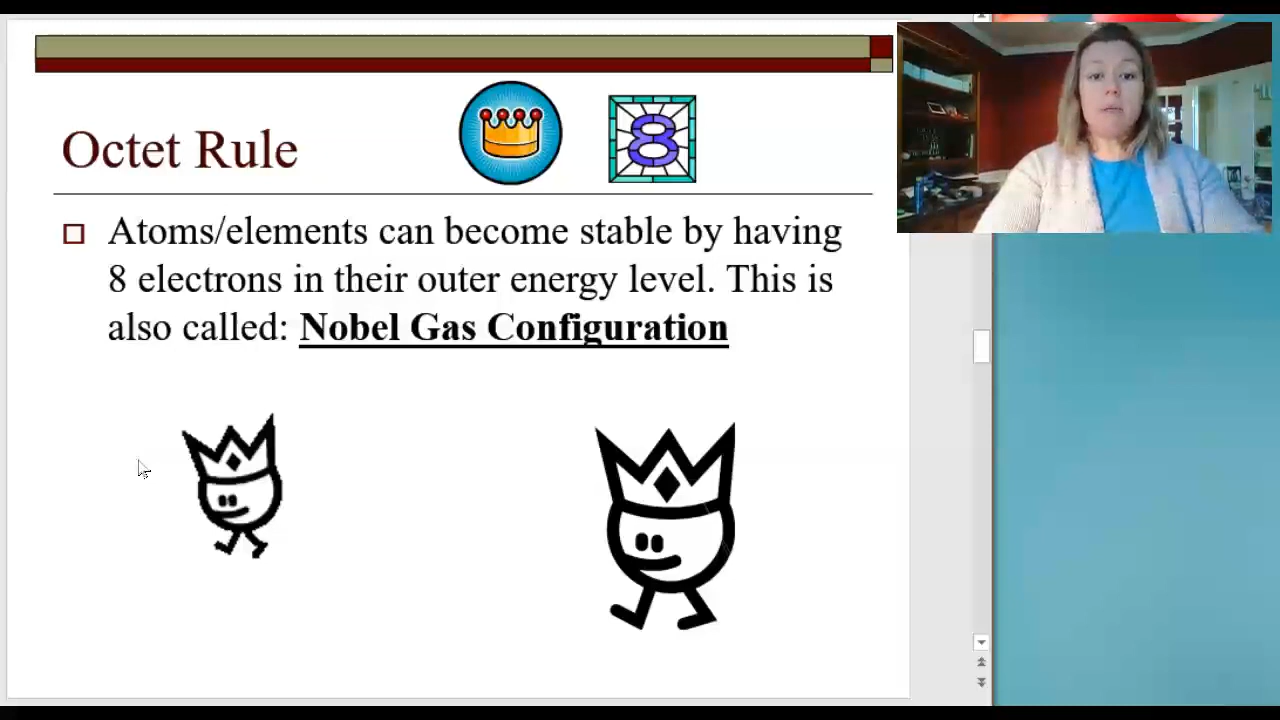 Octet Rule
8
Atoms/elements can become stable by having
8 electrons in their outer energy level. This is
also called: Nobel Gas Configuration